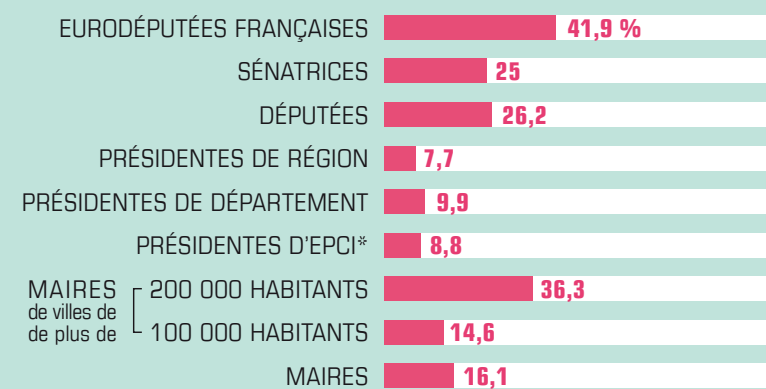 EURODÉPUTÉES FRANÇAISES 41,9 %
SÉNATRICES 25
DÉPUTÉES 26,2
PRÉSIDENTES DE RÉGION 7,7
PRÉSIDENTES DE DÉPARTEMENT 9,9
PRÉSIDENTES D'EPCI* 8,8
MAIRES
de villes de
de plus de
200 000 HABITANTS 36,3
100 000 HABITANTS 14,6
MAIRES 16,1